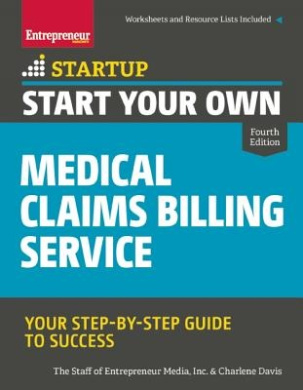 Worksheets and Resource Lists Included
Entrepreneur
STARTUP
START YOUR OWN
Fourth
Edition
MEDICAL
CLAIMS BILLING
SERVICE
YOUR STEP-BY-STEP GUIDE
TO SUCCESS
The Staff of Entrepreneur Media, Inc. & Charlene Davis